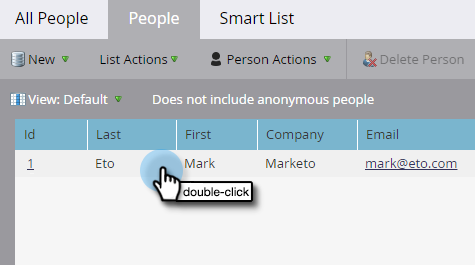 All People People Smart List
New List Actions Person Actions Delete Person
View: Default Does not include anonymous people
Id Last First Company Email
1 Eto Mark Marketo mark@eto.com
double-click